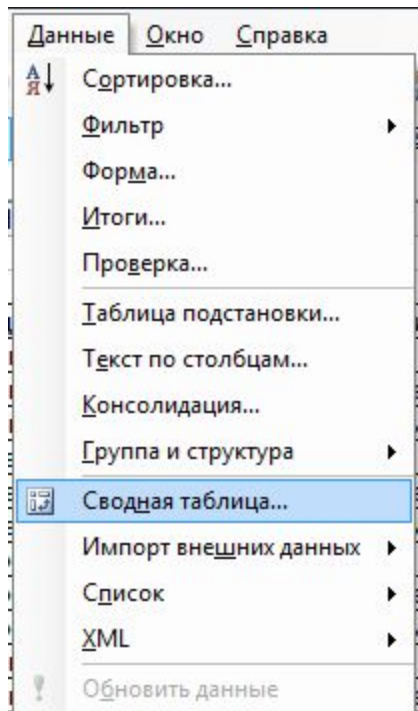 Данные Окно Справка
Сортировка...
Фильтр
Форма...
Итоги...
Проверка...
Таблица подстановки...
Текст по столбцам...
Консолидация...
Группа и структура
Сводная таблица...
Импорт внешних данных
Список
XML
Обновить данные